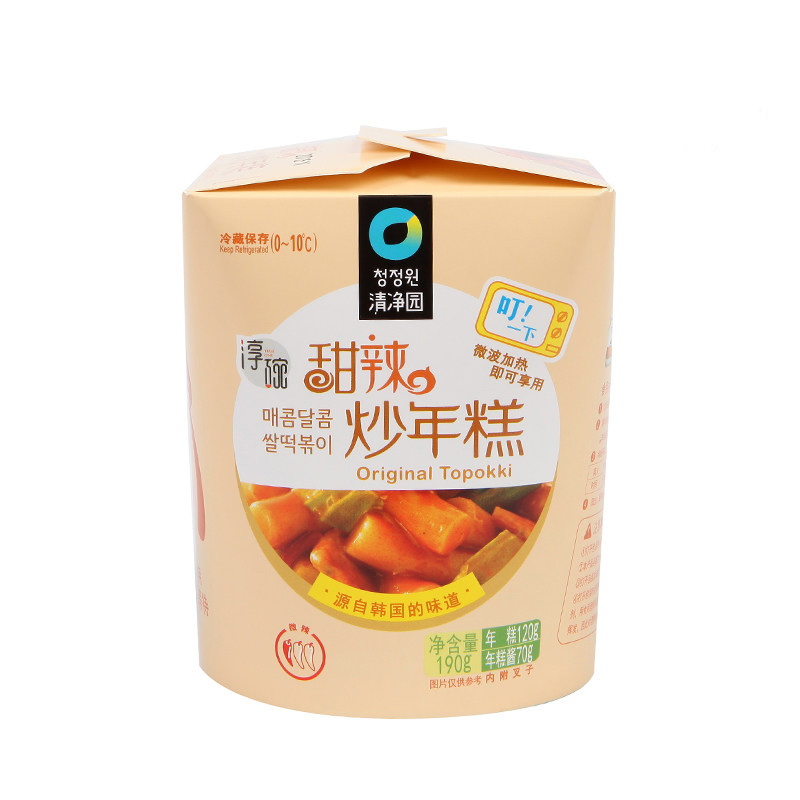 冷藏保存(0~10℃)
Keep Refrigerated
청정원
清净园
叮!
一下
微波加热
即可享用
淳碗
甜辣
炒年糕
매콤달콤
쌀떡볶이
Original Topokki
·源自韩国的味道·
微辣
净含量
190g
年 糕120g
年糕酱70g
图片仅供参考 内附叉子